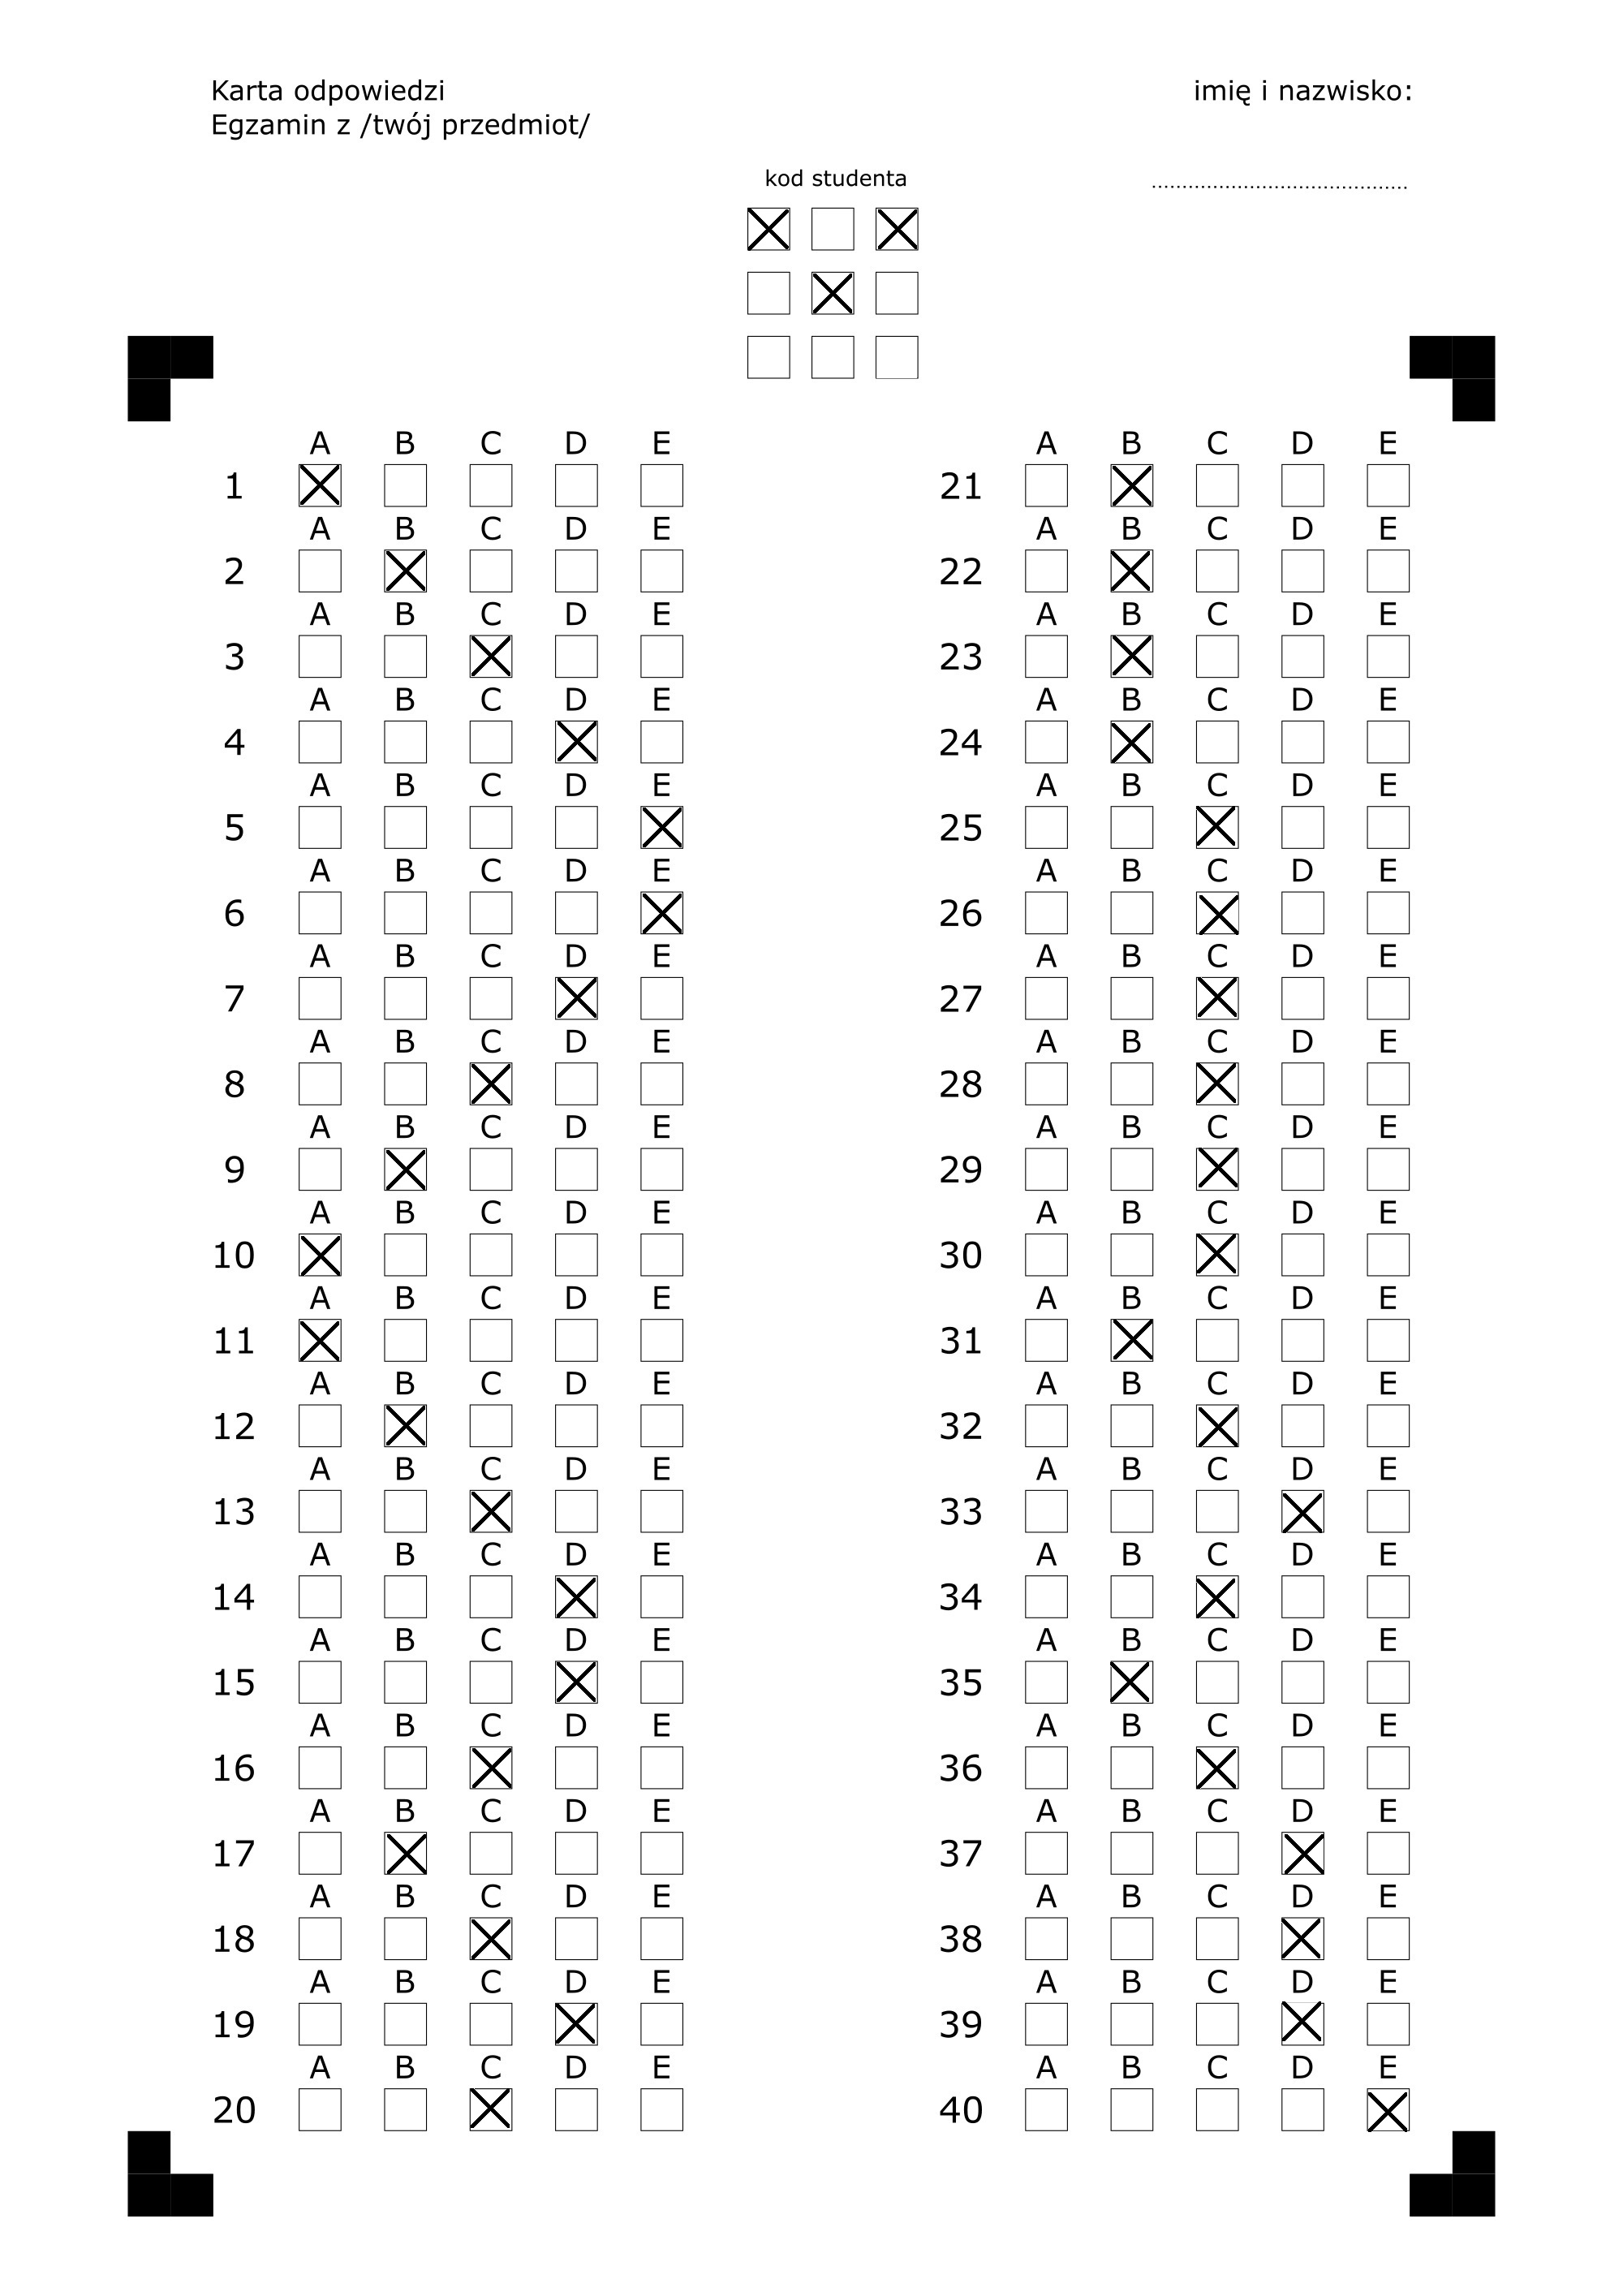 Karta odpowiedzi
imię i nazwisko:
Egzamin z /twój przedmiot/
kod studenta
A B C D E
1
A B C D E
2
A B C D E
3
A B C D E
4
A B C D E
5
A B C D E
6
A B C D E
7
A B C D E
8
A B C D E
9
A B C D E
10
A B C D E
11
A B C D E
12
A B C D E
13
A B C D E
14
A B C D E
15
A B C D E
16
A B C D E
17
A B C D E
18
A B C D E
19
A B C D E
20
A B C D E
21
A B C D E
22
A B C D E
23
A B C D E
24
A B C D E
25
A B C D E
26
A B C D E
27
A B C D E
28
A B C D E
29
A B C D E
30
A B C D E
31
A B C D E
32
A B C D E
33
A B C D E
34
A B C D E
35
A B C D E
36
A B C D E
37
A B C D E
38
A B C D E
39
A B C D E
40